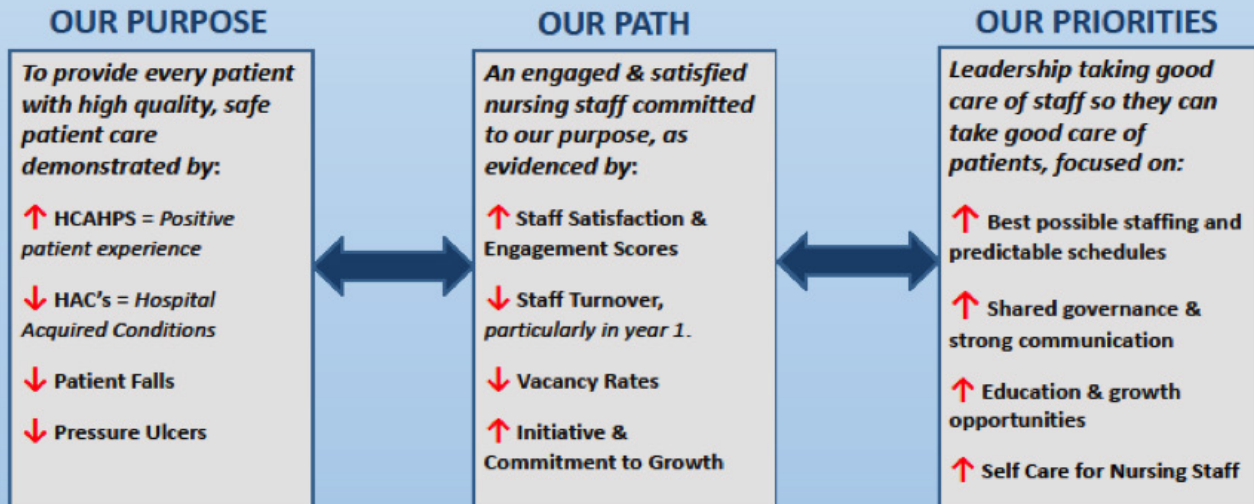 OUR PURPOSE
To provide every patient
with high quality, safe
patient care
demonstrated by:
↑ HCAHPS = Positive
patient experience
↓ HAC's = Hospital
Acquired Conditions
↓ Patient Falls
↓ Pressure Ulcers
OUR PATH
An engaged & satisfied
nursing staff committed
to our purpose, as
evidenced by:
↑ Staff Satisfaction &
Engagement Scores
↓ Staff Turnover,
particularly in year 1.
↓ Vacancy Rates
↑ Initiative &
Commitment to Growth
OUR PRIORITIES
Leadership taking good
care of staff so they can
take good care of
patients, focused on:
↑ Best possible staffing and
predictable schedules
↑ Shared governance &
strong communication
↑ Education & growth
opportunities
↑ Self Care for Nursing Staff